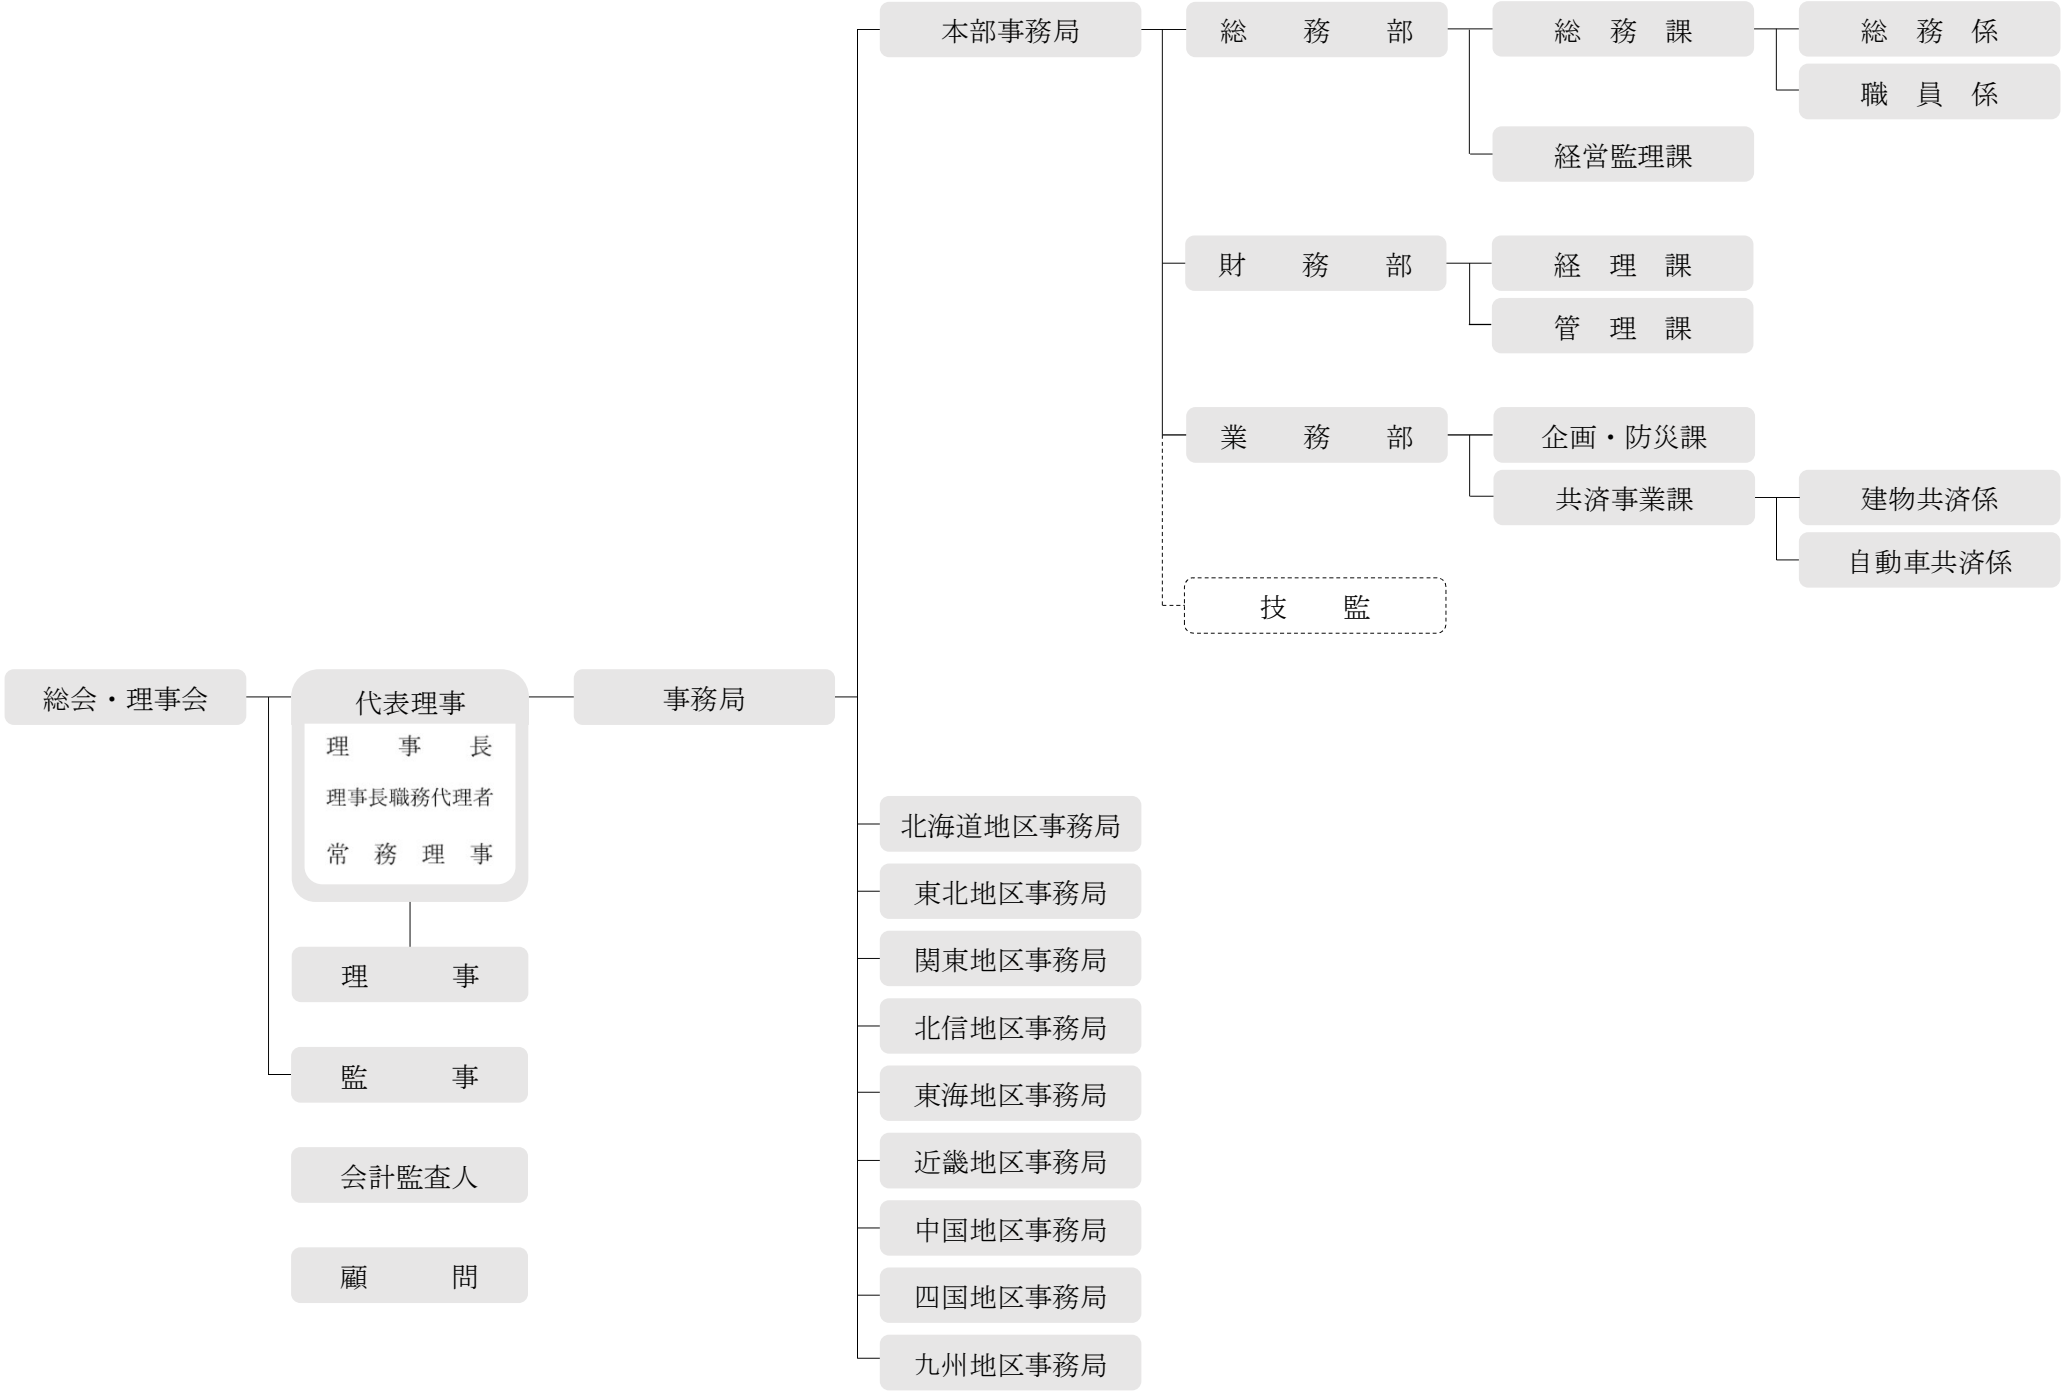 本部事務局
総務部
総務課
総務係
職員係
経営監理課
財務部
経理課
管理課
業務部
企画・防災課
共済事業課
建物共済係
自動車共済係
技監
総会・理事会
代表理事
理事長
理事長職務代理者
常務理事
事務局
理事
監事
会計監査人
顧問
北海道地区事務局
東北地区事務局
関東地区事務局
北信地区事務局
東海地区事務局
近畿地区事務局
中国地区事務局
四国地区事務局
九州地区事務局